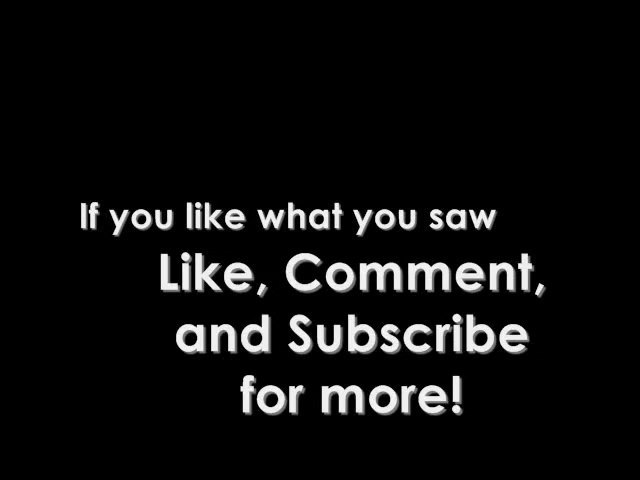 If you like what you saw
Like, Comment,
and Subscribe
for more!